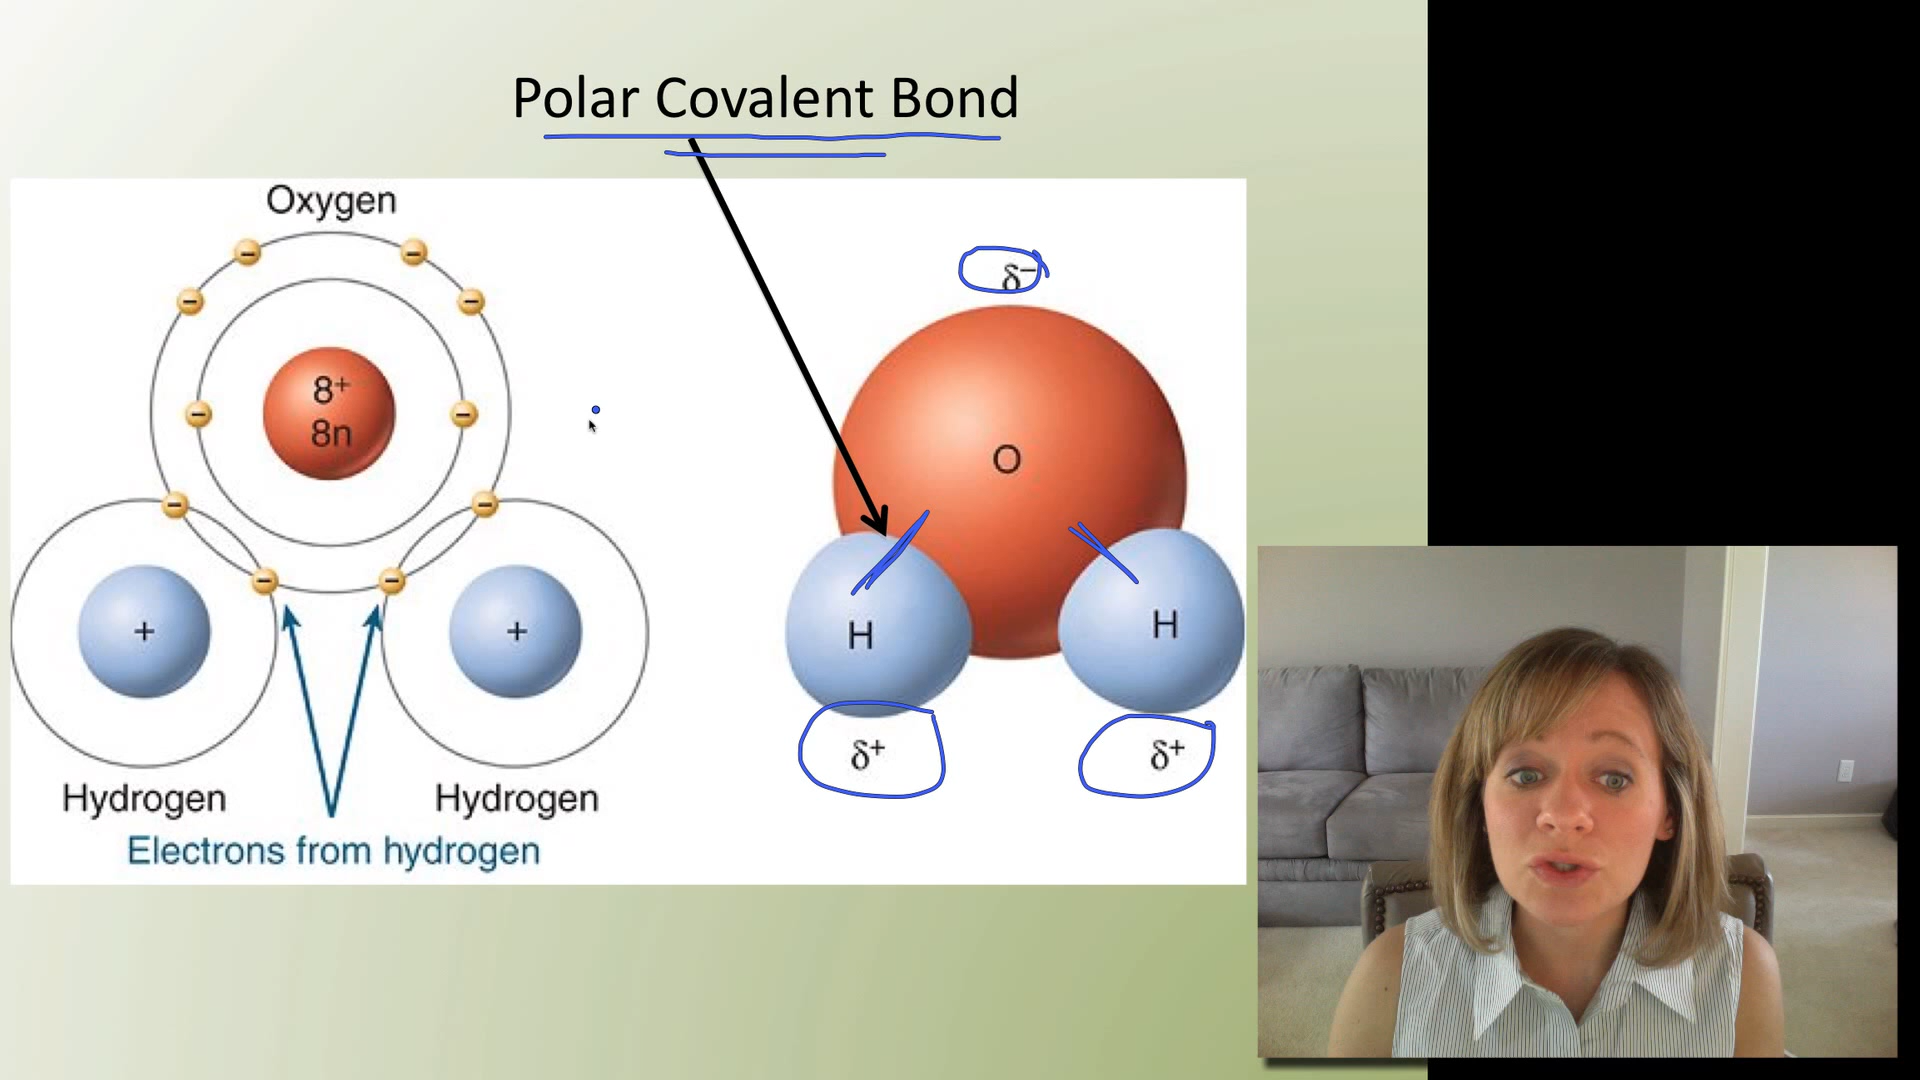 Polar Covalent Bond
Oxygen
8+
8n
+
+
Hydrogen
Hydrogen
Electrons from hydrogen
δ−
O
H
H
δ+
δ+